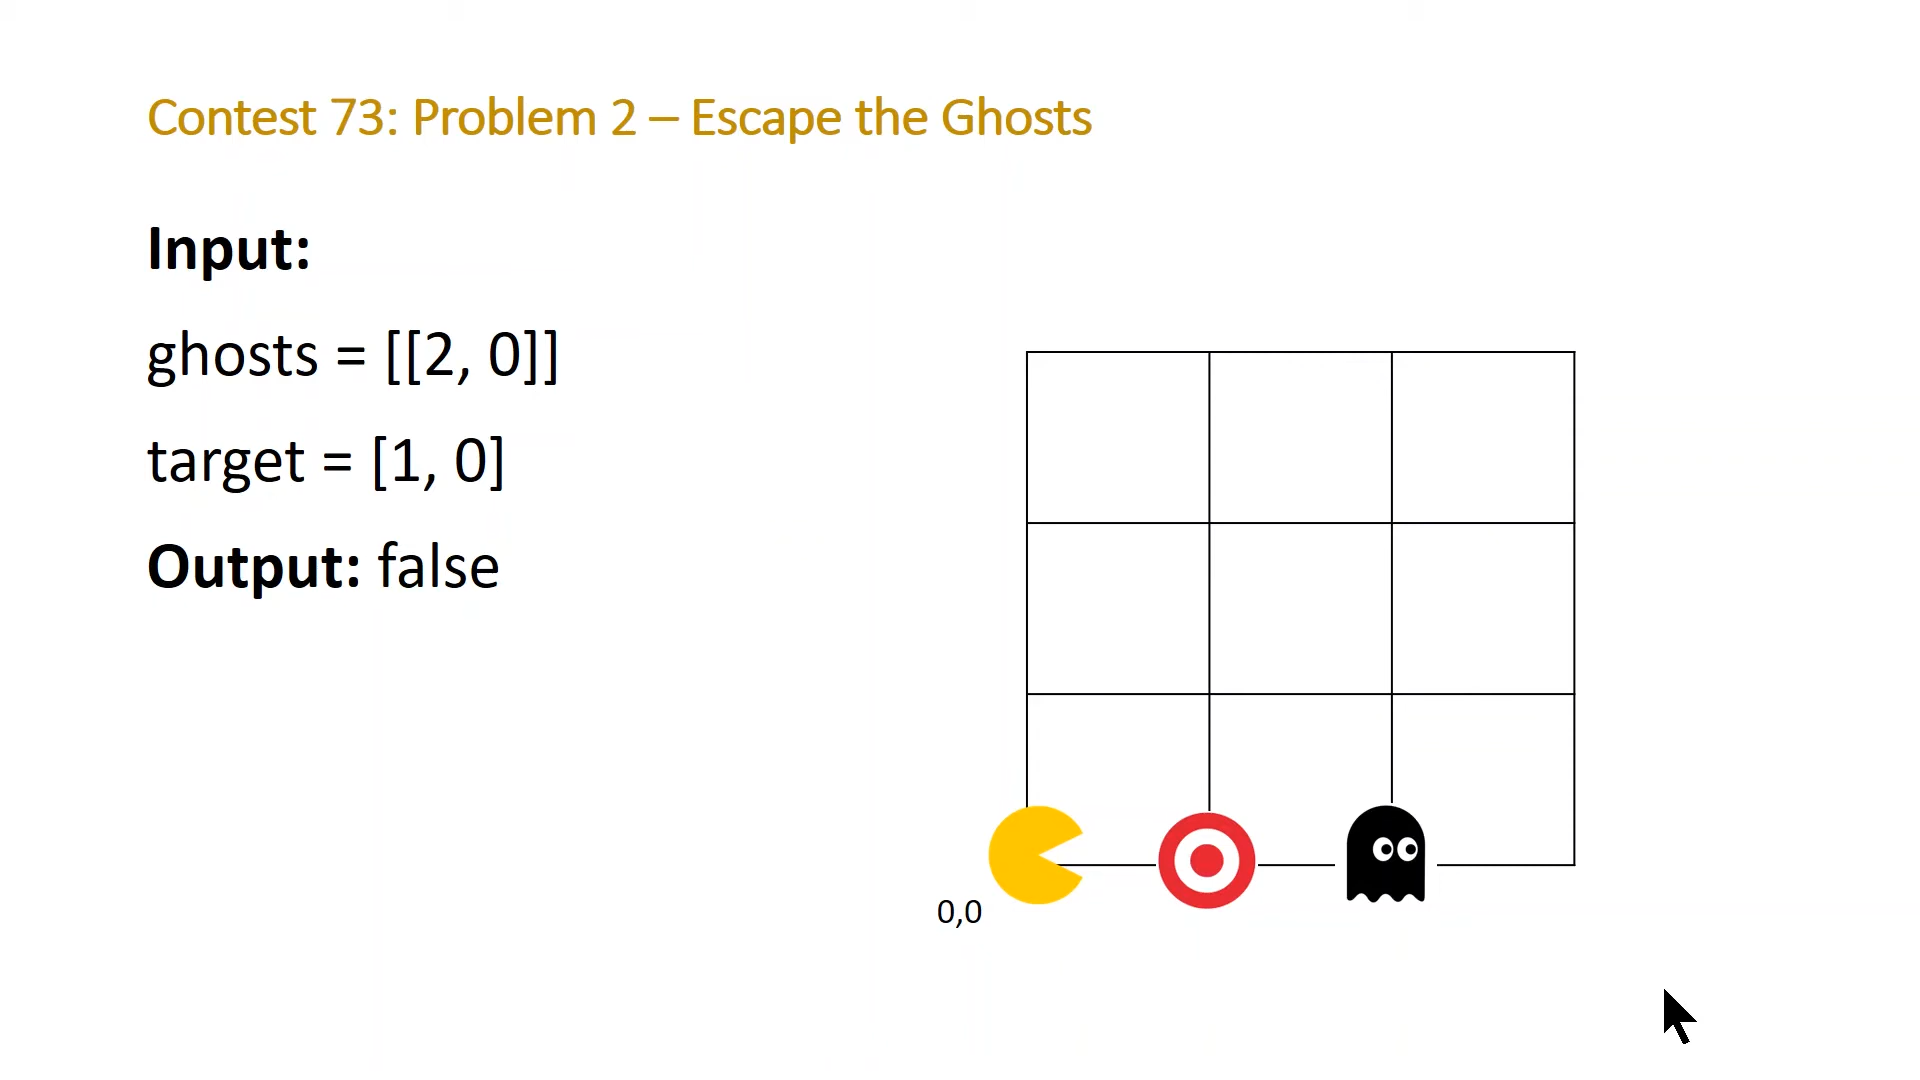 Contest 73: Problem 2 – Escape the Ghosts
Input:
ghosts = [[2, 0]]
target = [1, 0]
Output: false
0,0